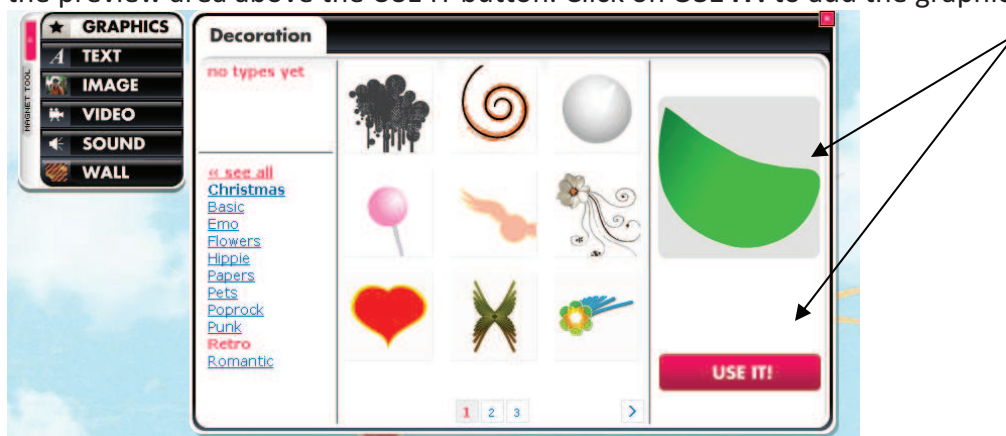 the preview area above the USE IT button. Click on USE IT! to add the graphic
GRAPHICS
A TEXT
IMAGE
VIDEO
SOUND
WALL
MAGNET TOOL
Decoration
no types yet
« see all
Christmas
Basic
Emo
Flowers
Hippie
Papers
Pets
Poprock
Punk
Retro
Romantic
1 2 3 >
USE IT!